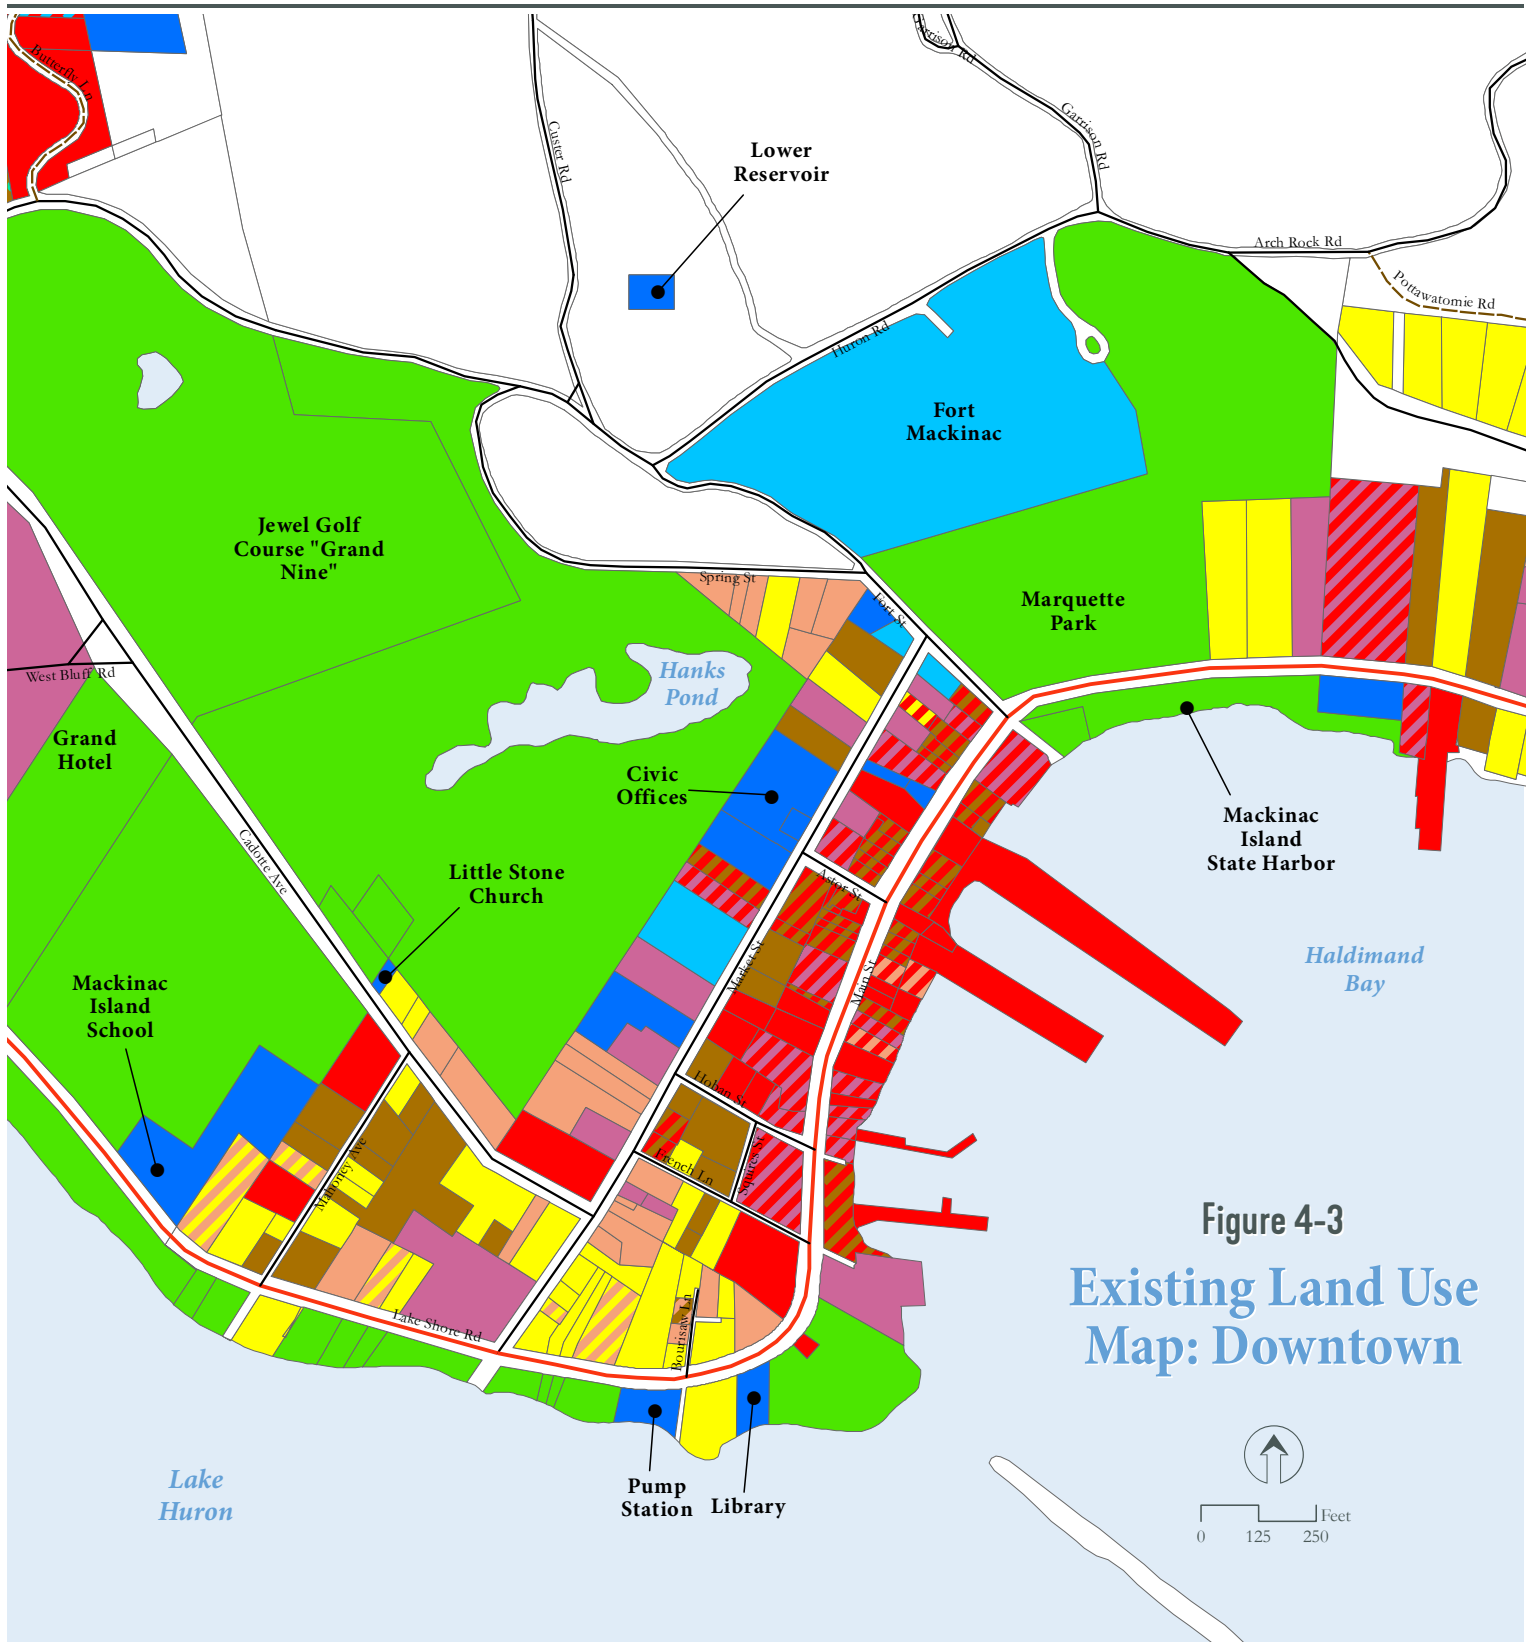 Butterfly Ln
Garrison Rd
Custer Rd
Garrison Rd
Lower
Reservoir
Arch Rock Rd
Pottawatomie Rd
Huron Rd
Fort
Mackinac
Jewel Golf
Course "Grand
Nine"
Spring St
Fort St
Marquette
Park
West Bluff Rd
Hanks
Pond
Grand
Hotel
Civic
Offices
Mackinac
Island
State Harbor
Cadotte Ave
Little Stone
Church
Astor St
Market St
Main St
Haldimand
Bay
Mackinac
Island
School
Hoban St
Mahoney Ave
French Ln
Squires St
Figure 4-3
Existing Land Use
Map: Downtown
Lake Shore Rd
Bourisaw Ln
Lake
Huron
Pump
Station
Library
Feet
0 125 250